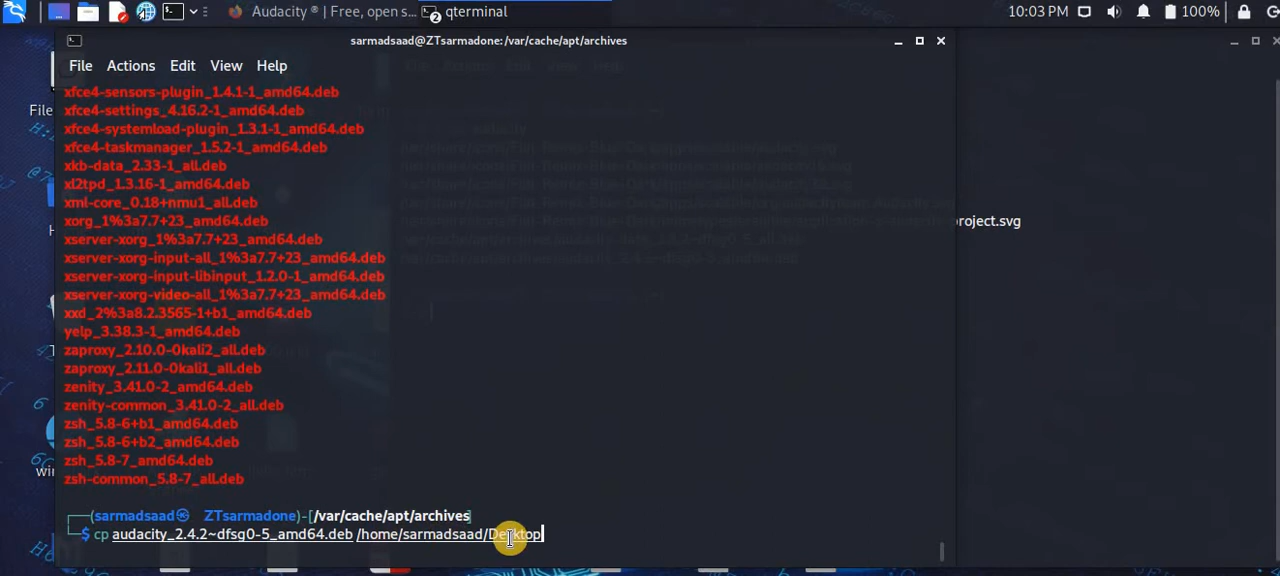 Audacity ® | Free, open s...
2 qterminal
10:03 PM
100%
sarmadsaad@ZTsarmadone: /var/cache/apt/archives
File Actions Edit View Help
xfce4-sensors-plugin_1.4.1-1_amd64.deb
xfce4-settings_4.16.2-1_amd64.deb
xfce4-systemload-plugin_1.3.1-1_amd64.deb
xfce4-taskmanager_1.5.2-1_amd64.deb
xkb-data_2.33-1_all.deb
xl2tpd_1.3.16-1_amd64.deb
xml-core_0.18+nmu1_all.deb
xorg_1%3a7.7+23_amd64.deb
xserver-xorg_1%3a7.7+23_amd64.deb
xserver-xorg-input-all_1%3a7.7+23_amd64.deb
xserver-xorg-input-libinput_1.2.0-1_amd64.deb
xserver-xorg-video-all_1%3a7.7+23_amd64.deb
xxd_2%3a8.2.3565-1+b1_amd64.deb
yelp_3.38.3-1_amd64.deb
zaproxy_2.10.0-0kali2_all.deb
zaproxy_2.11.0-0kali1_all.deb
zenity_3.41.0-2_amd64.deb
zenity-common_3.41.0-2_all.deb
zsh_5.8-6+b1_amd64.deb
zsh_5.8-6+b2_amd64.deb
zsh_5.8-7_amd64.deb
zsh-common_5.8-7_all.deb
(sarmadsaad㉿ ZTsarmadone)-[/var/cache/apt/archives]
$ cp audacity_2.4.2~dfsg0-5_amd64.deb /home/sarmadsaad/Desktop
project.svg
File